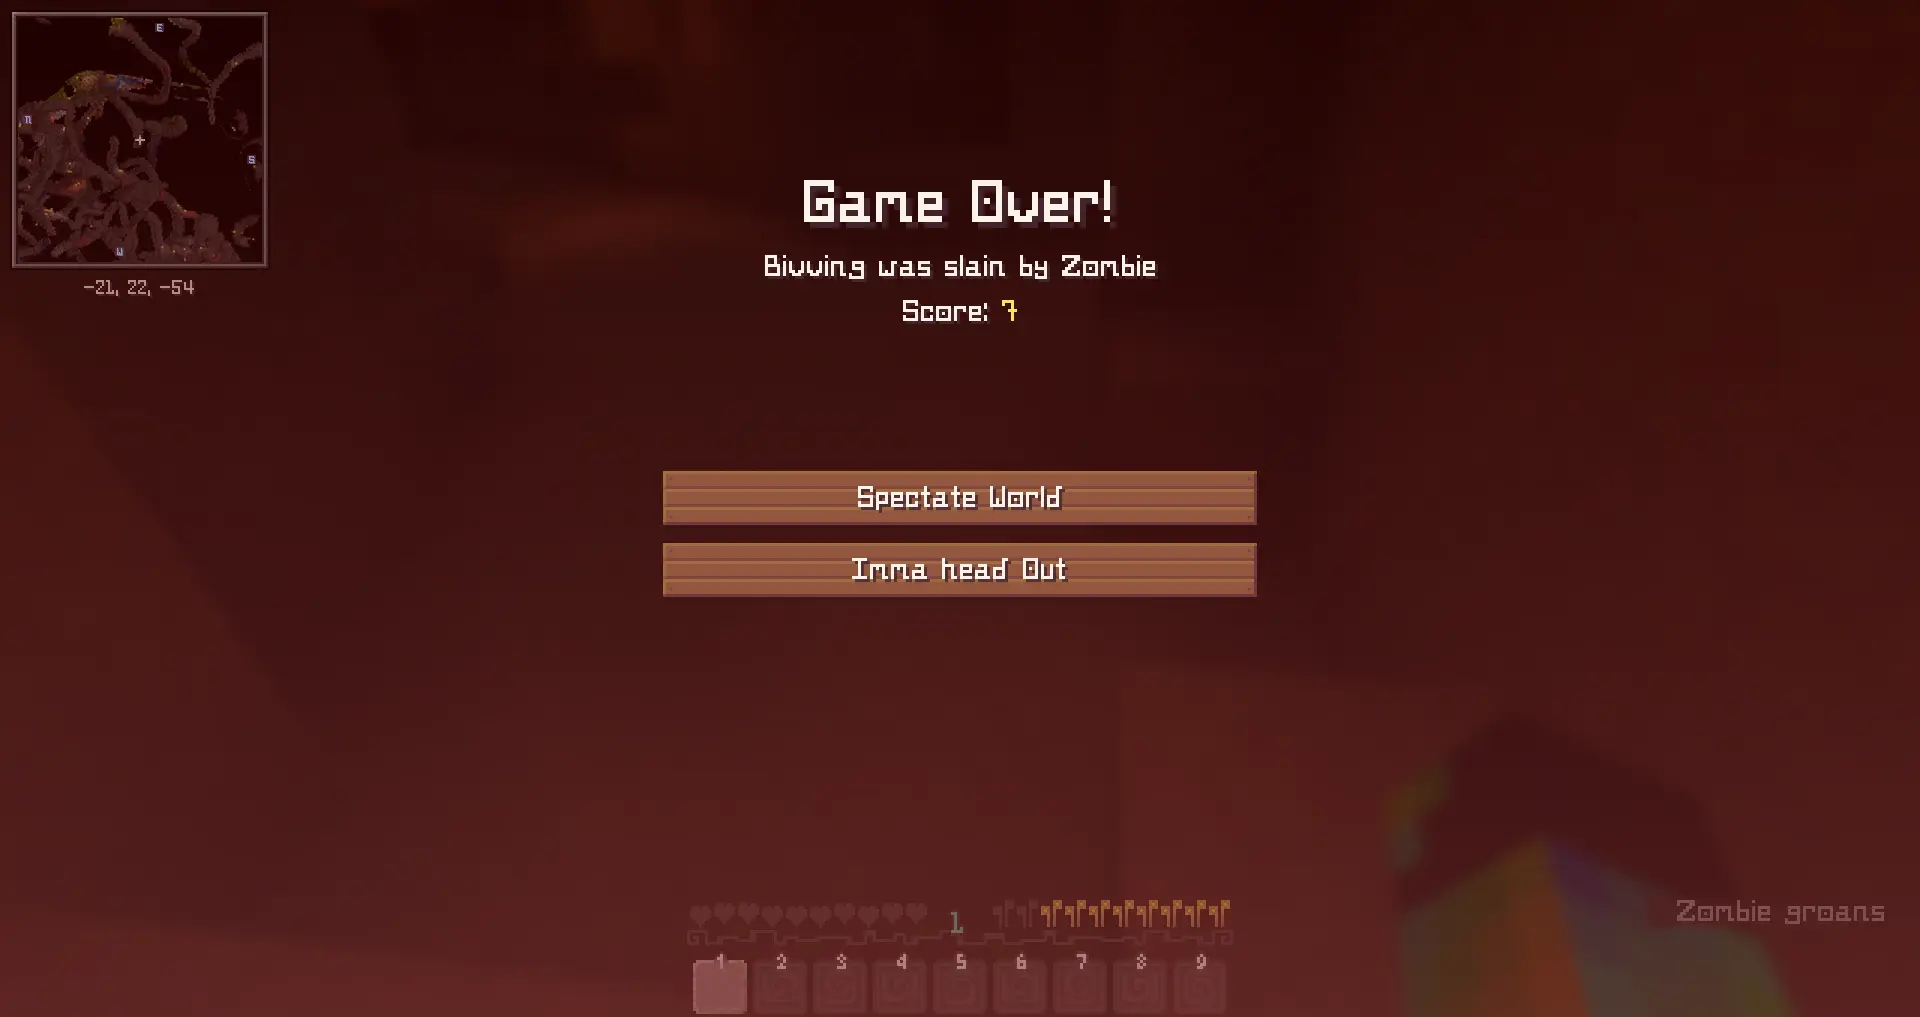 E
n
S
W
-21, 22, -54
Game Over!
Bivving was slain by Zombie
Score: 7
Spectate World
Imma head Out
Zombie groans
1
1 2 3 4 5 6 7 8 9